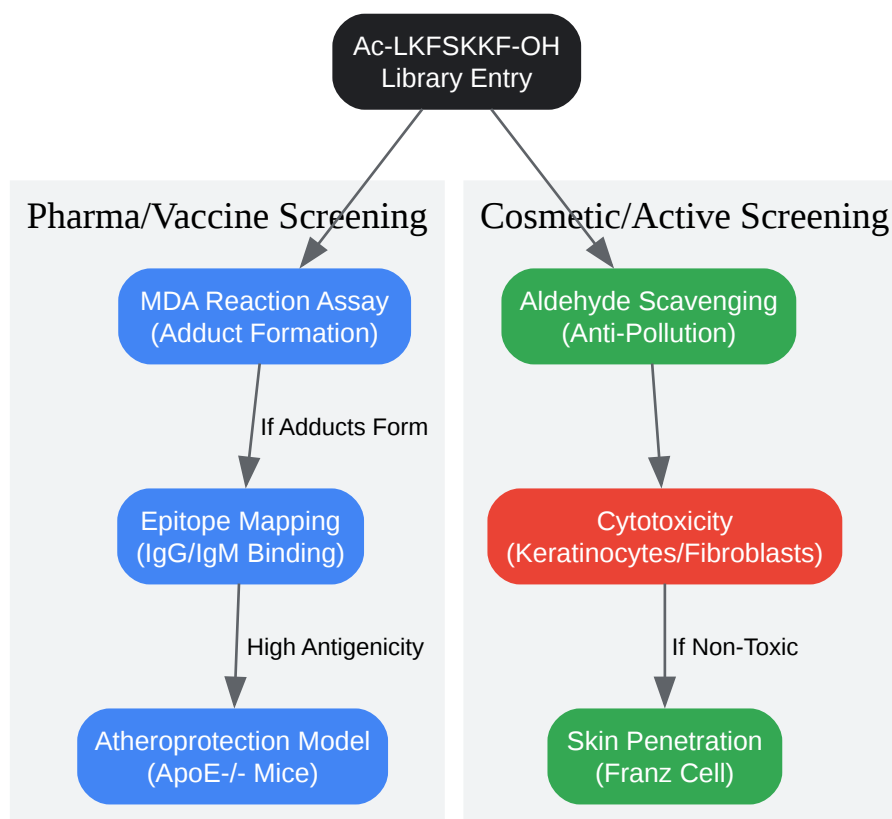 Ac-LKFSKKF-OH
Library Entry
Pharma/Vaccine Screening
MDA Reaction Assay
(Adduct Formation)
If Adducts Form
Epitope Mapping
(IgG/IgM Binding)
High Antigenicity
Atheroprotection Model
(ApoE-/- Mice)
Cosmetic/Active Screening
Aldehyde Scavenging
(Anti-Pollution)
Cytotoxicity
(Keratinocytes/Fibroblasts)
If Non-Toxic
Skin Penetration
(Franz Cell)